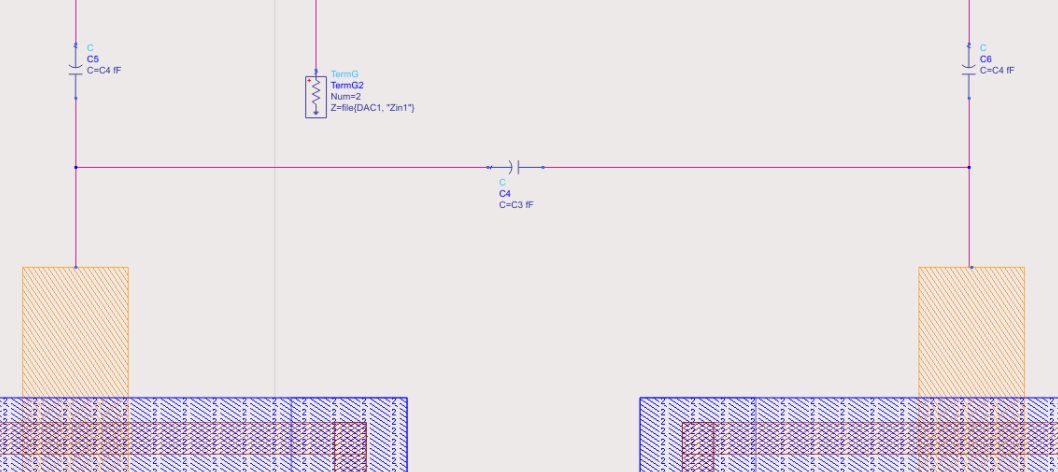 C
C5
C=C4 fF
TermG
TermG2
Num=2
Z=file{DAC1, "Zin1"}
C
C6
C=C4 fF
C
C4
C=C3 fF